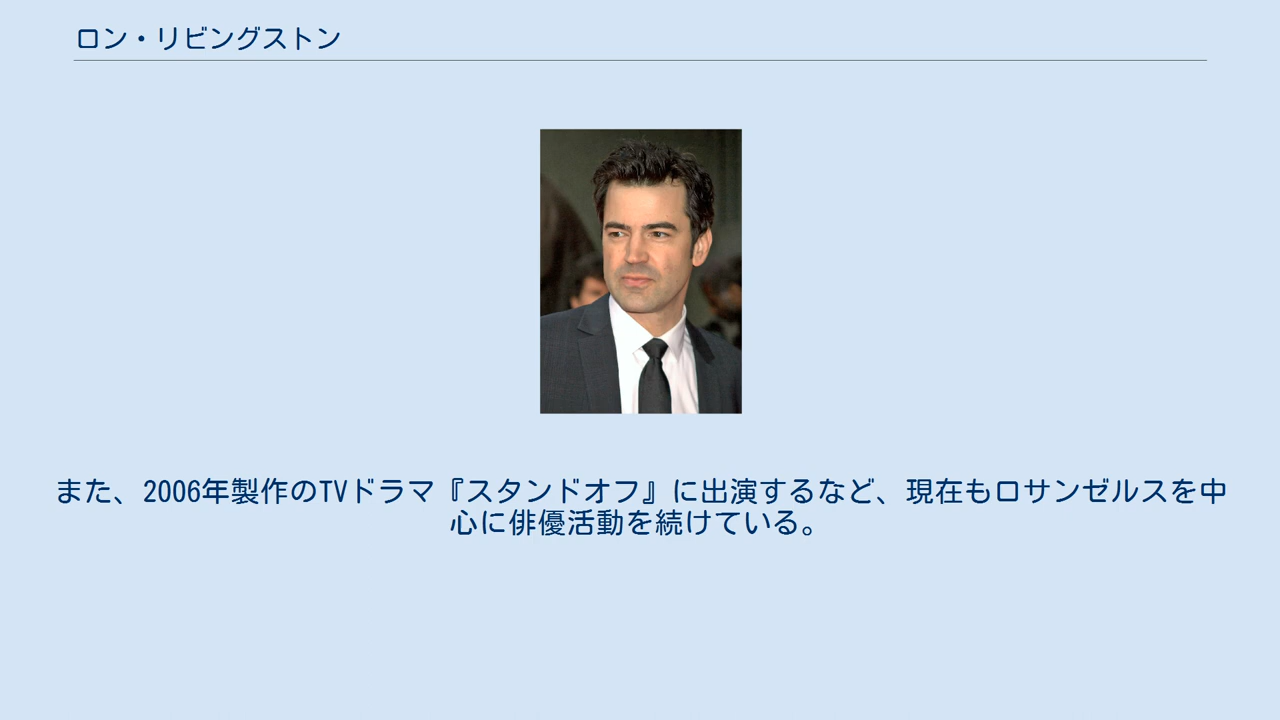 ロン・リビングストン
また、2006年製作のTVドラマ『スタンドオフ』に出演するなど、現在もロサンゼルスを中
心に俳優活動を続けている。